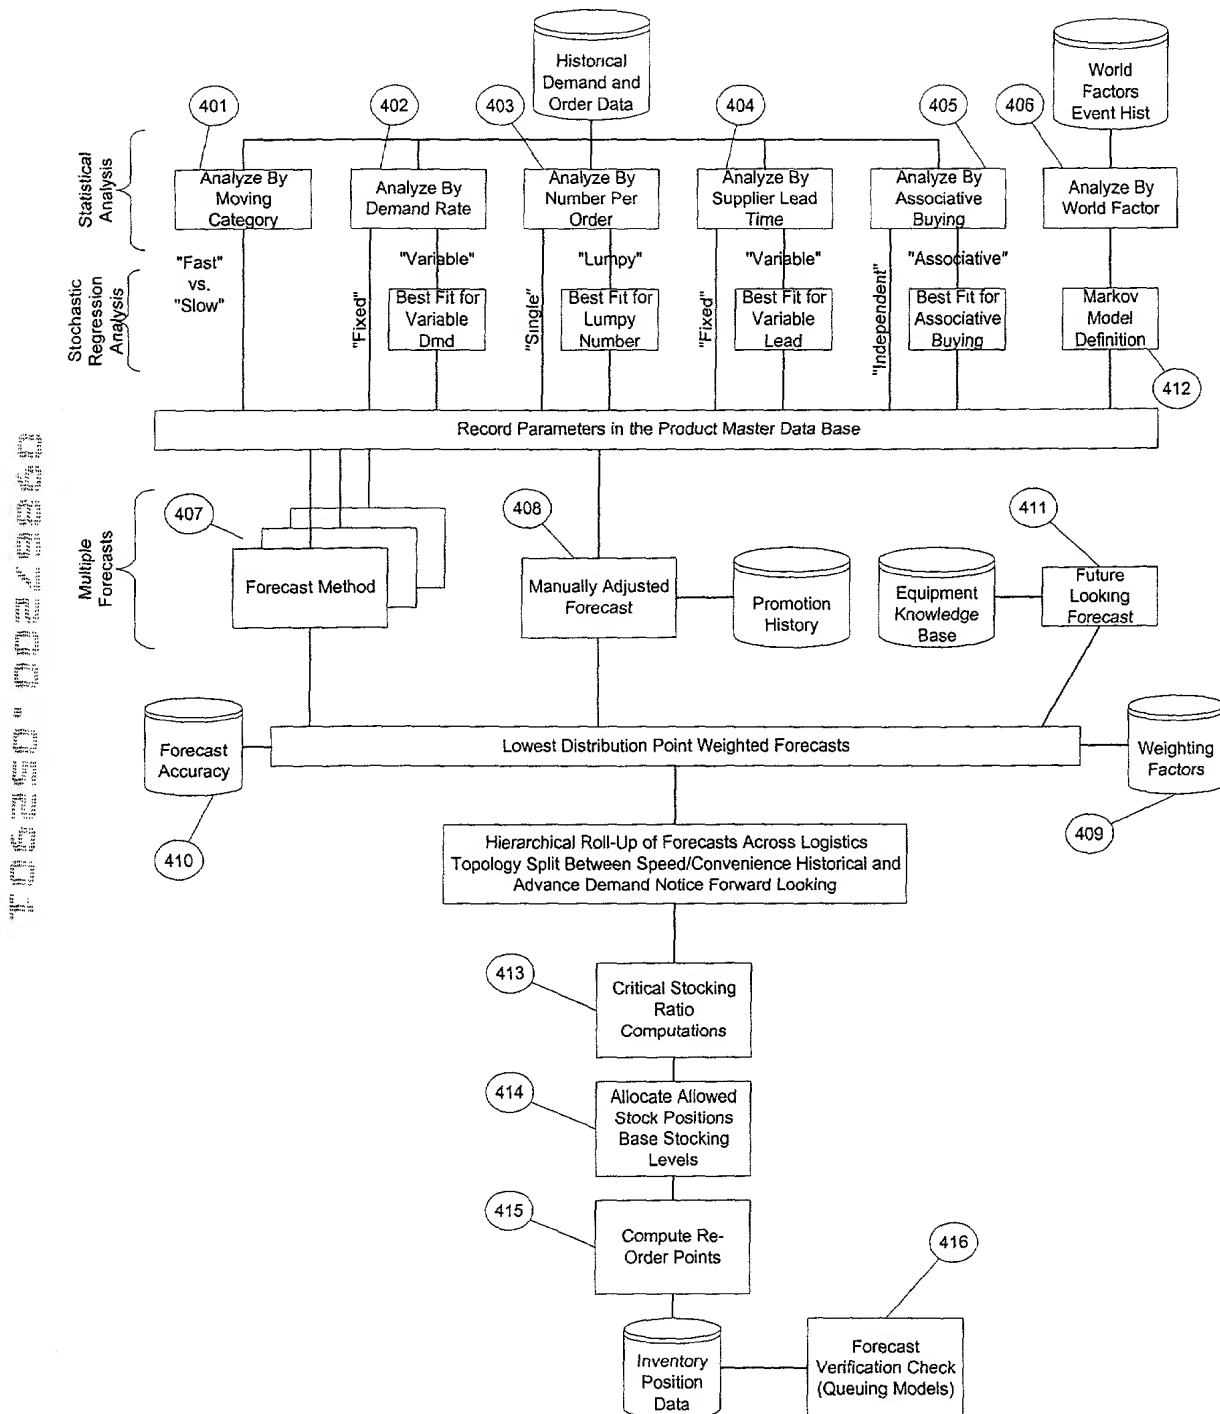 Historical
Demand and
Order Data
World
Factors
Event Hist
401
402
403
404
405
406
Statistical
Analysis
Analyze By
Moving
Category
Analyze By
Demand Rate
Analyze By
Number Per
Order
Analyze By
Supplier Lead
Time
Analyze By
Associative
Buying
Analyze By
World Factor
"Fast"
vs.
"Slow"
"Variable"
"Lumpy"
"Variable"
"Associative"
Stochastic
Regression
Analysis
"Fixed"
Best Fit for
Variable
Dmd
"Single"
Best Fit for
Lumpy
Number
"Fixed"
Best Fit for
Variable
Lead
"Independent"
Best Fit for
Associative
Buying
Markov
Model
Definition
412
Record Parameters in the Product Master Data Base
Multiple
Forecasts
407
Forecast Method
408
Manually Adjusted
Forecast
Promotion
History
Equipment
Knowledge
Base
411
Future
Looking
Forecast
Forecast
Accuracy
410
Lowest Distribution Point Weighted Forecasts
Weighting
Factors
409
Hierarchical Roll-Up of Forecasts Across Logistics
Topology Split Between Speed/Convenience Historical and
Advance Demand Notice Forward Looking
413
Critical Stocking
Ratio
Computations
414
Allocate Allowed
Stock Positions
Base Stocking
Levels
415
Compute Re-
Order Points
416
Inventory
Position
Data
Forecast
Verification Check
(Queuing Models)